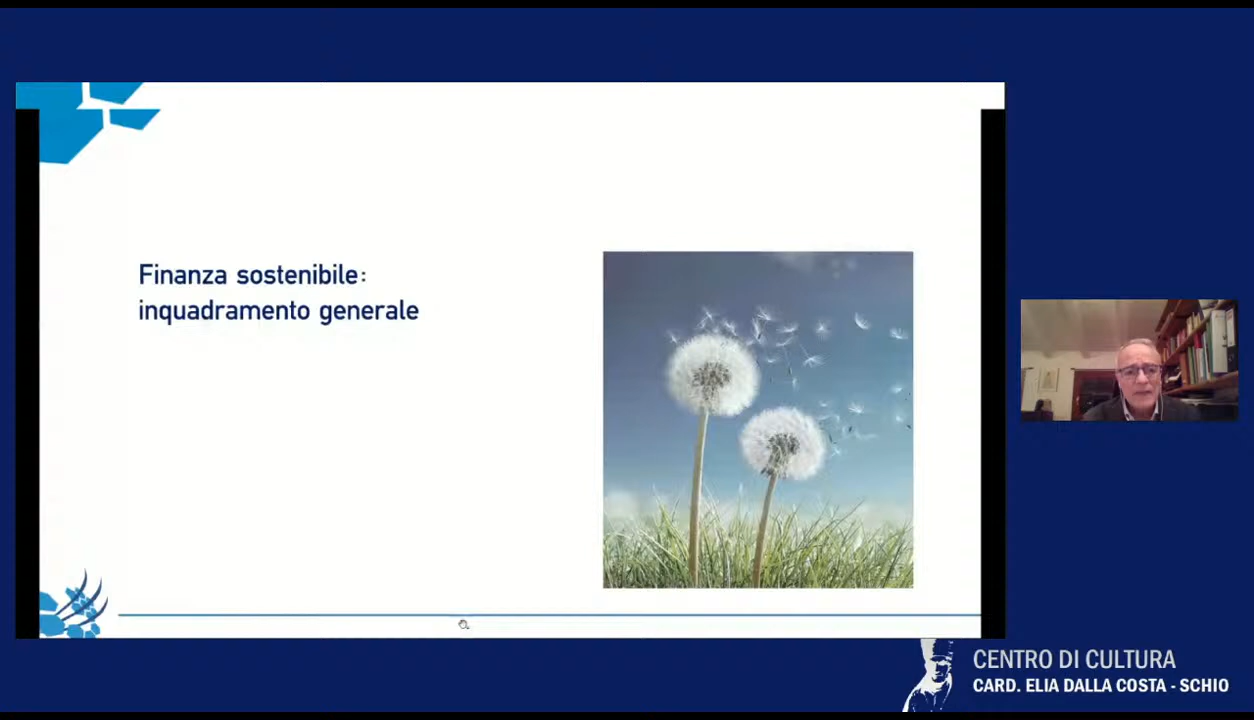 Finanza sostenibile:
inquadramento generale
CENTRO DI CULTURA
CARD. ELIA DALLA COSTA - SCHIO